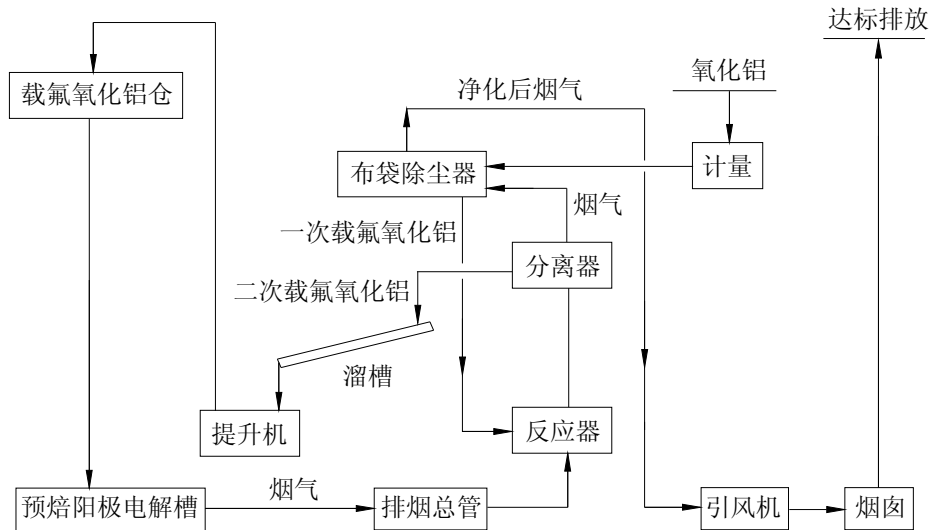 达标排放
氧化铝
净化后烟气
载氟氧化铝仓
布袋除尘器
计量
烟气
一次载氟氧化铝
分离器
二次载氟氧化铝
溜槽
提升机
反应器
烟气
预焙阳极电解槽
排烟总管
引风机
烟囱